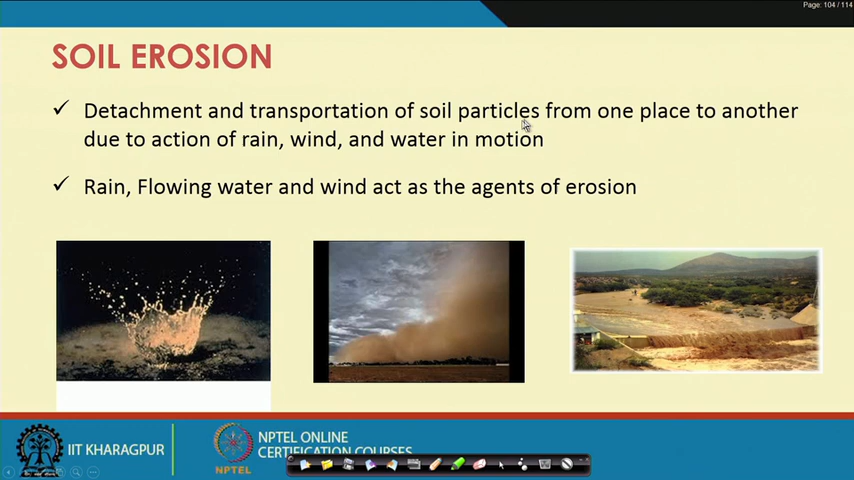 Page: 104 / 114
SOIL EROSION
✓ Detachment and transportation of soil particles from one place to another
due to action of rain, wind, and water in motion
✓ Rain, Flowing water and wind act as the agents of erosion
IIT KHARAGPUR
NPTEL
NPTEL ONLINE
CERTIFICATION COURSES